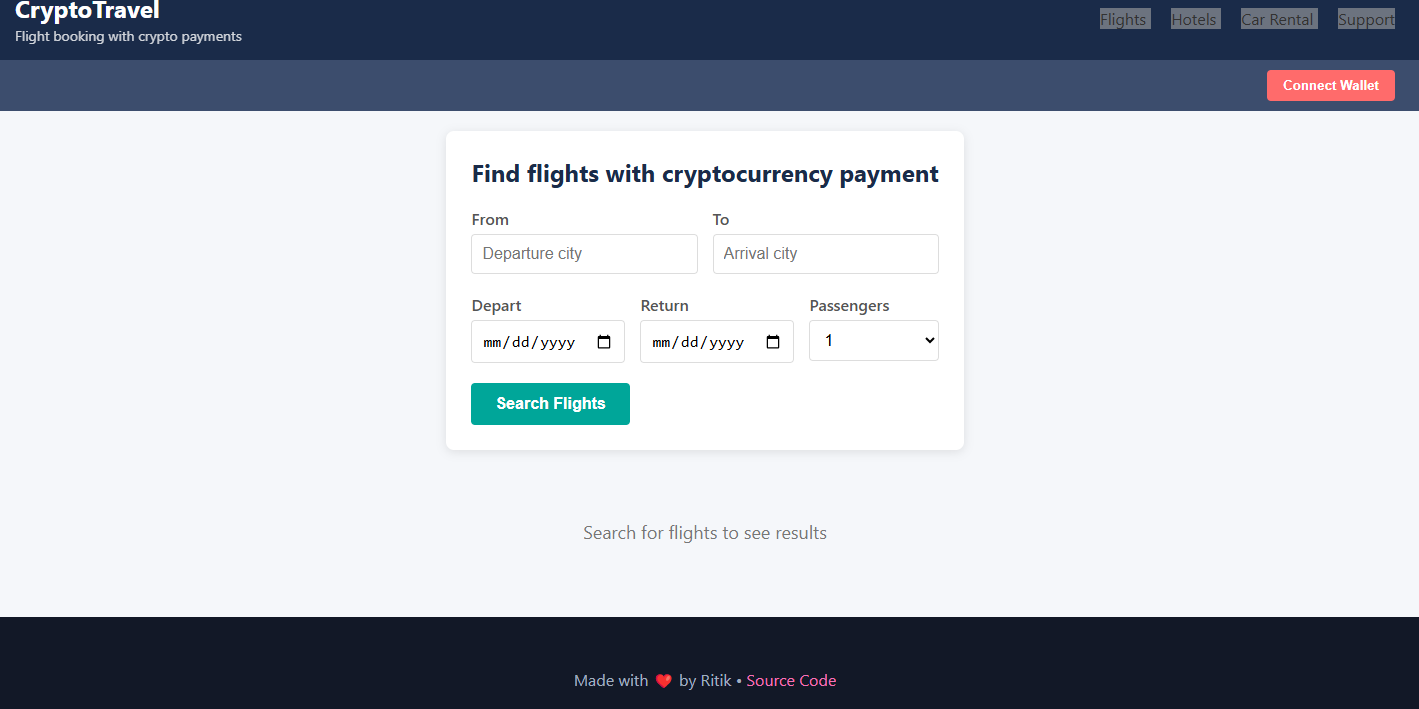 CryptoTravel
Flight booking with crypto payments
Flights Hotels Car Rental Support
Connect Wallet
Find flights with cryptocurrency payment
From To
Departure city Arrival city
Depart Return Passengers
mm/dd/yyyy mm/dd/yyyy 1
Search Flights
Search for flights to see results
Made with ❤️ by Ritik • Source Code